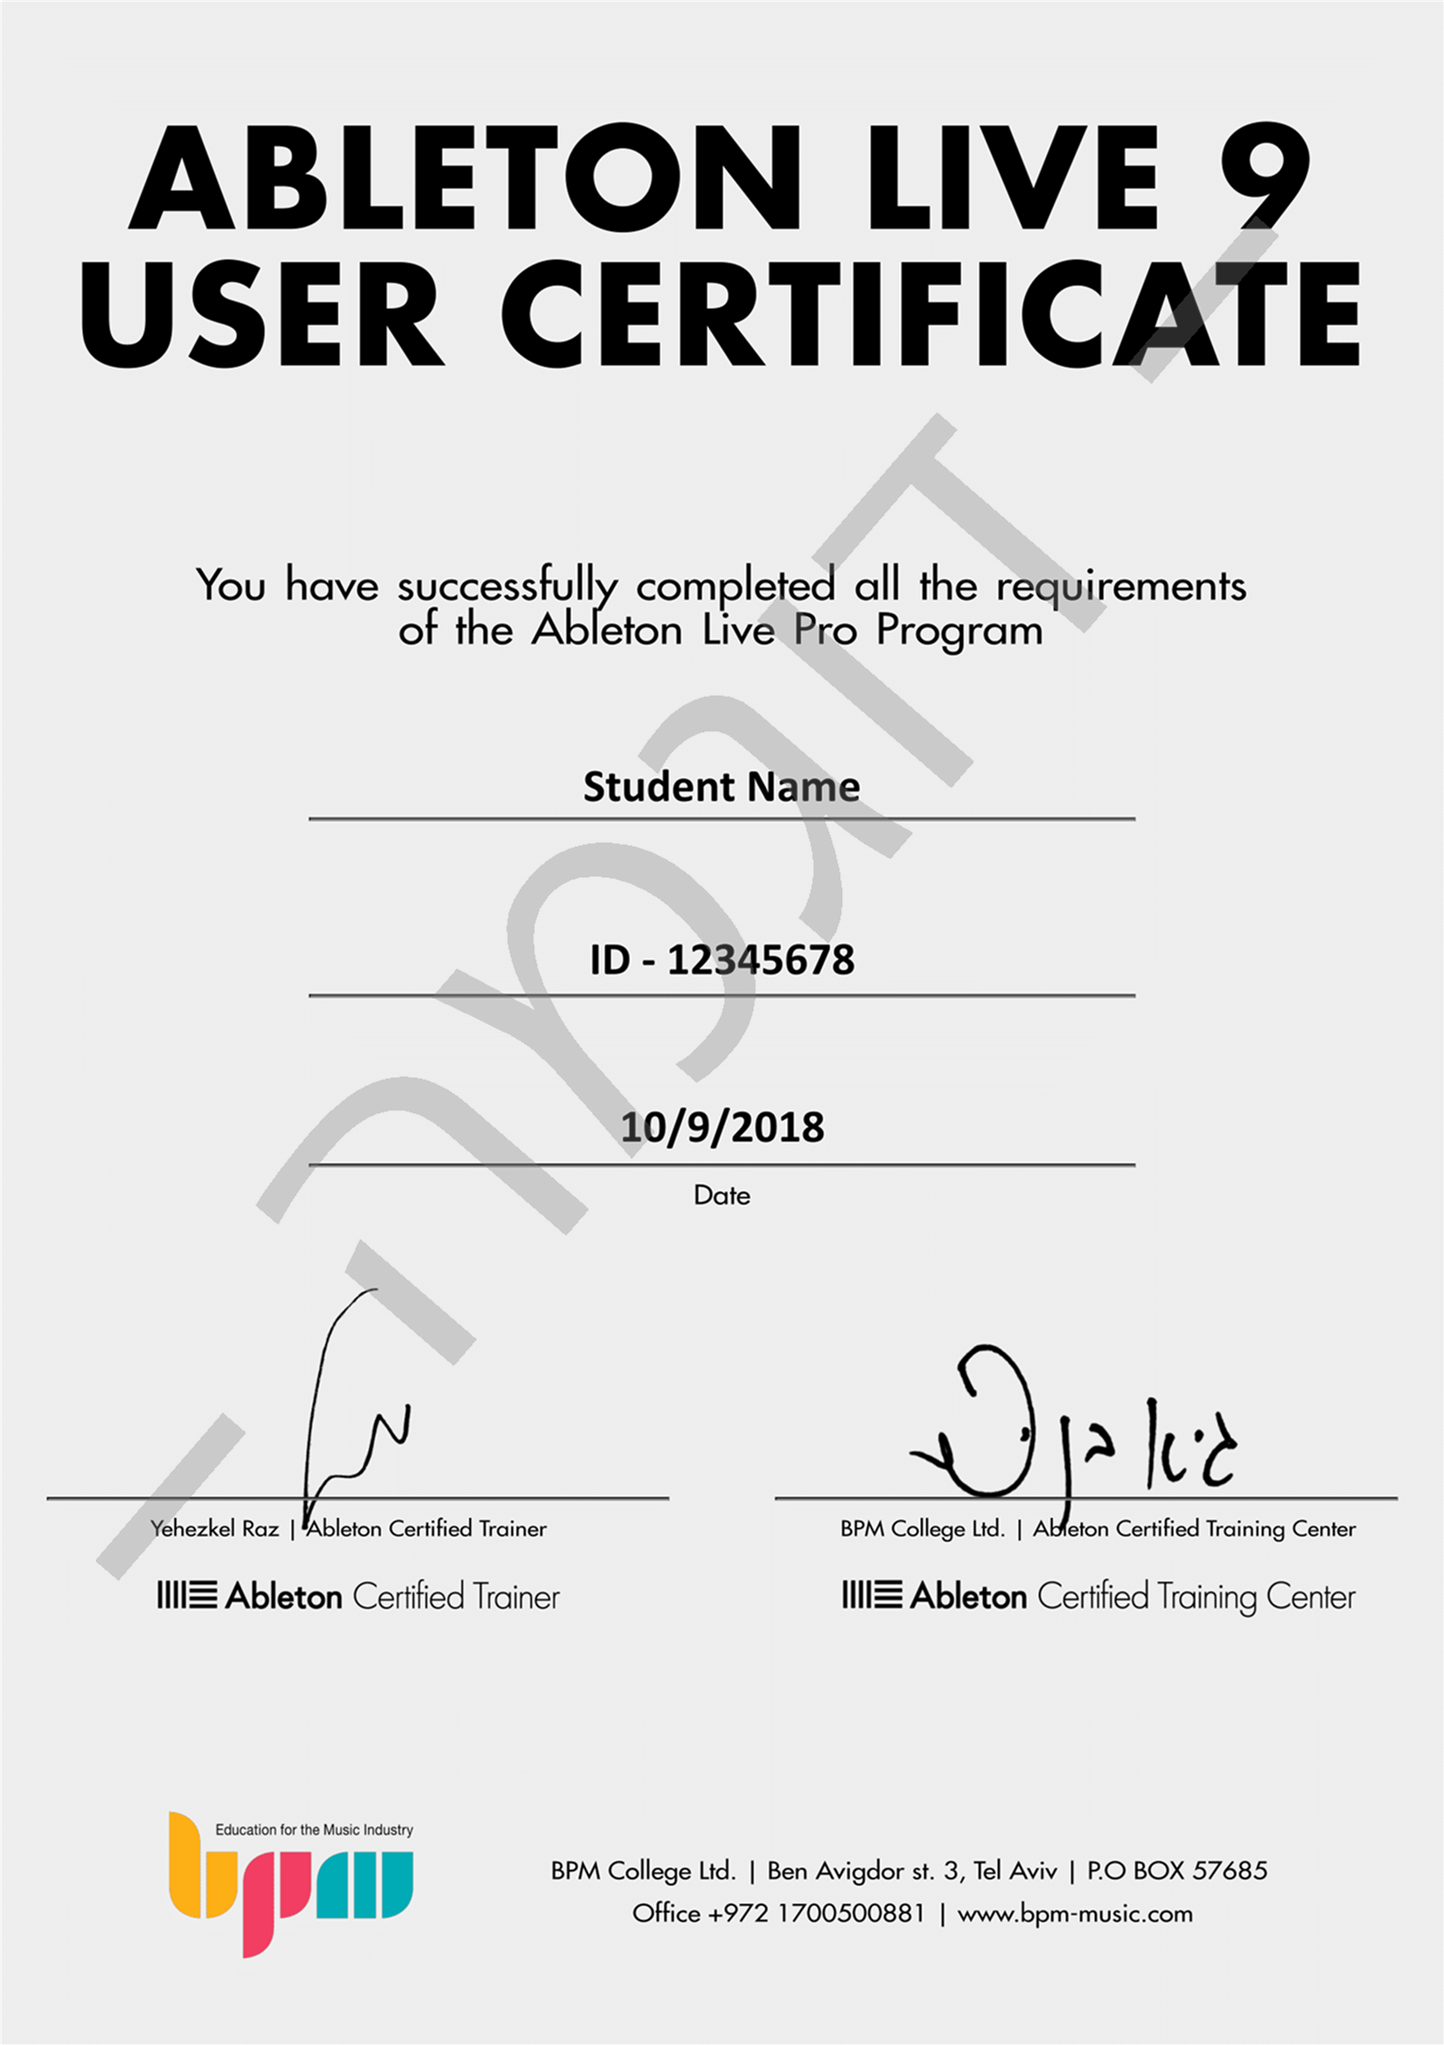 ABLETON LIVE 9
USER CERTIFICATE
You have successfully completed all the requirements
of the Ableton Live Pro Program
Student Name
ID - 12345678
10/9/2018
Date
- דוגמה -
Yehezkel Raz | Ableton Certified Trainer
BPM College Ltd. | Ableton Certified Training Center
Ableton Certified Trainer
Ableton Certified Training Center
Education for the Music Industry
bpm
BPM College Ltd. | Ben Avigdor st. 3, Tel Aviv | P.O BOX 57685
Office +972 1700500881 | www.bpm-music.com